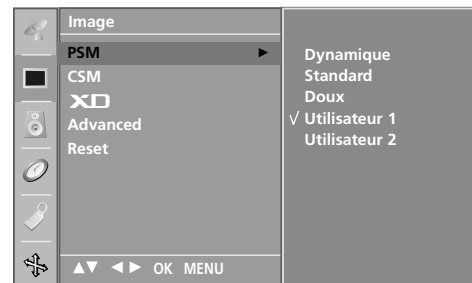 Image
PSM ►
CSM
XD
Advanced
Reset
▲▼ ◄► OK MENU
Dynamique
Standard
Doux
√ Utilisateur 1
Utilisateur 2